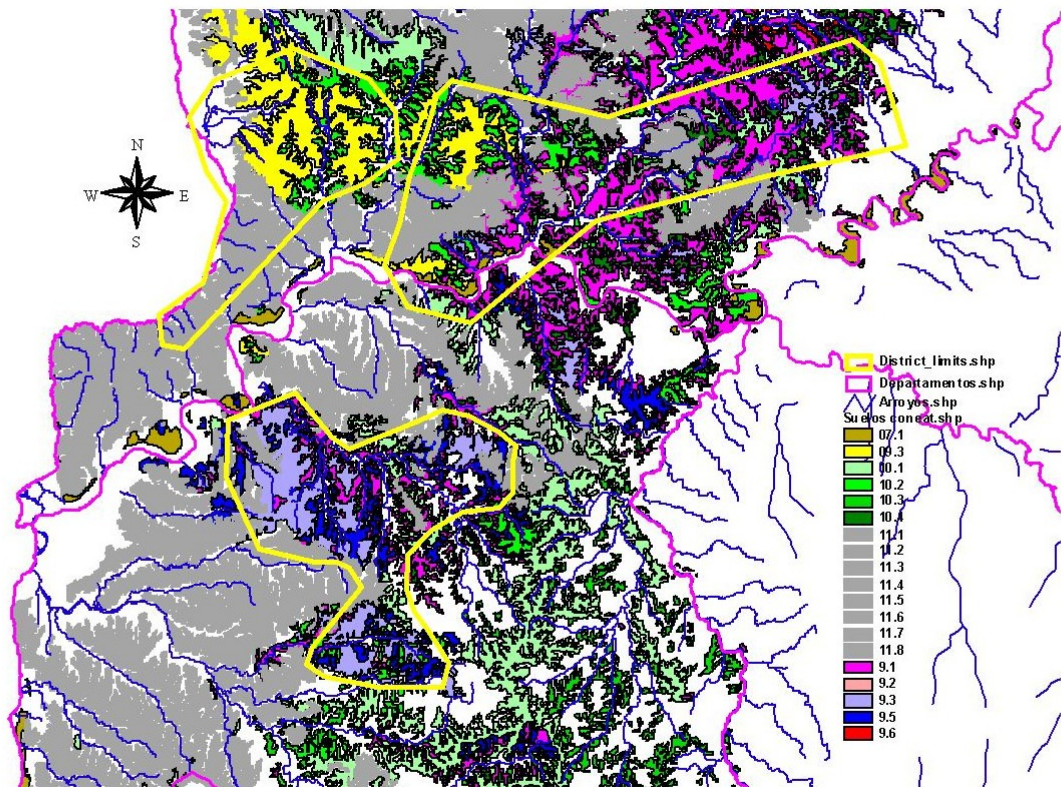 N
W E
S
District_limits.shp
Departamentos.shp
Arroyos.shp
Suelos coneat.shp
07.1
09.3
10.1
10.2
10.3
10.4
11.1
11.2
11.3
11.4
11.5
11.6
11.7
11.8
9.1
9.2
9.3
9.5
9.6